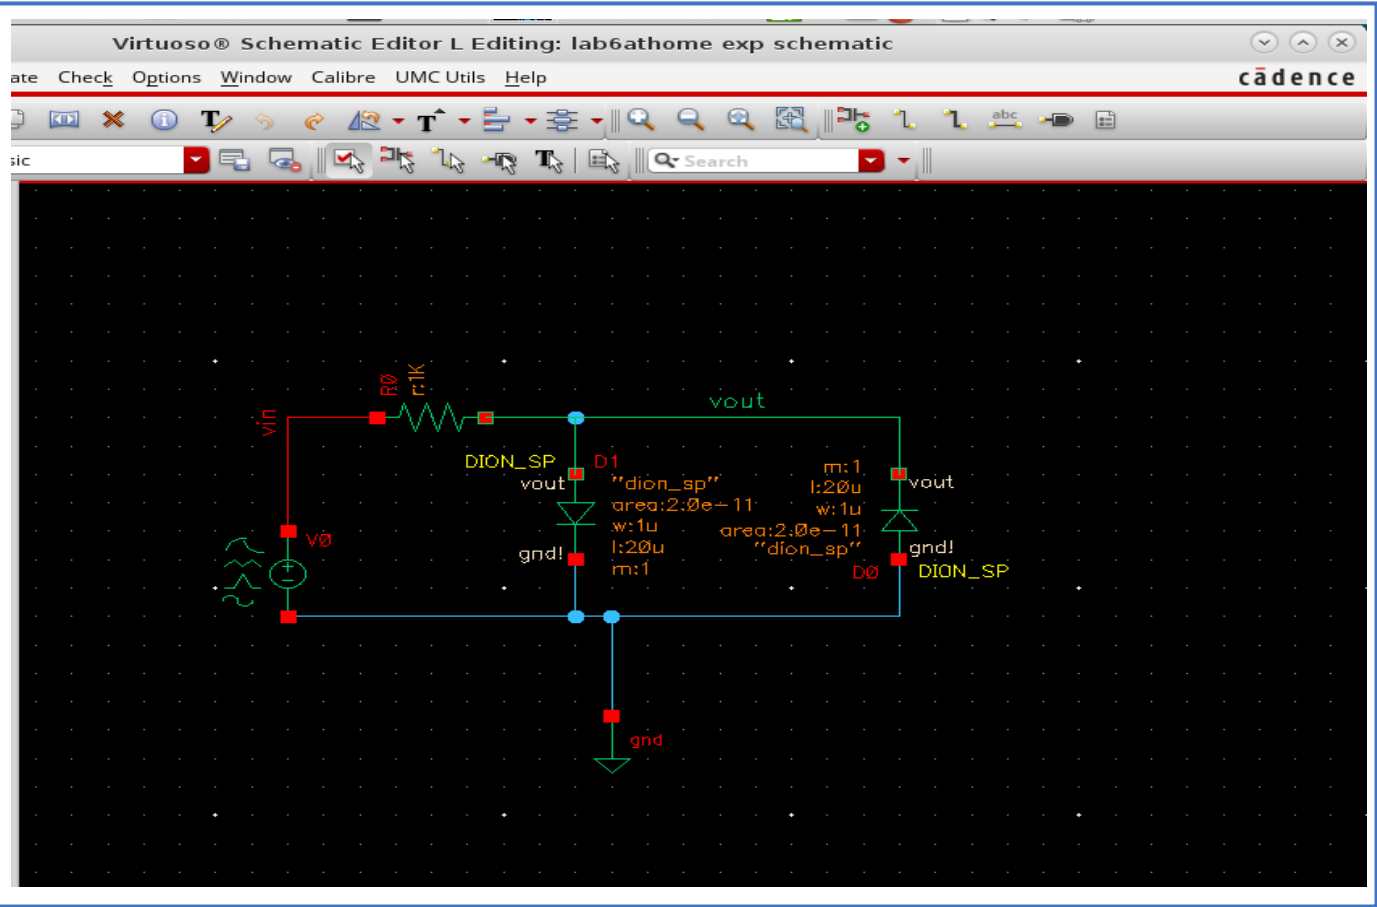 Virtuoso® Schematic Editor L Editing: lab6athome exp schematic
ate Check Options Window Calibre UMC Utils Help
cādence
T
T
abc
sic
T
Search
R0
r:1K
vin
vout
DION_SP D1
vout
"dion_sp"
area:2.0e-11
w:1u
l:20u
m:1
gnd!
m:1
l:20u
w:1u
area:2.0e-11
"dion_sp"
vout
gnd!
D0 DION_SP
V0
gnd